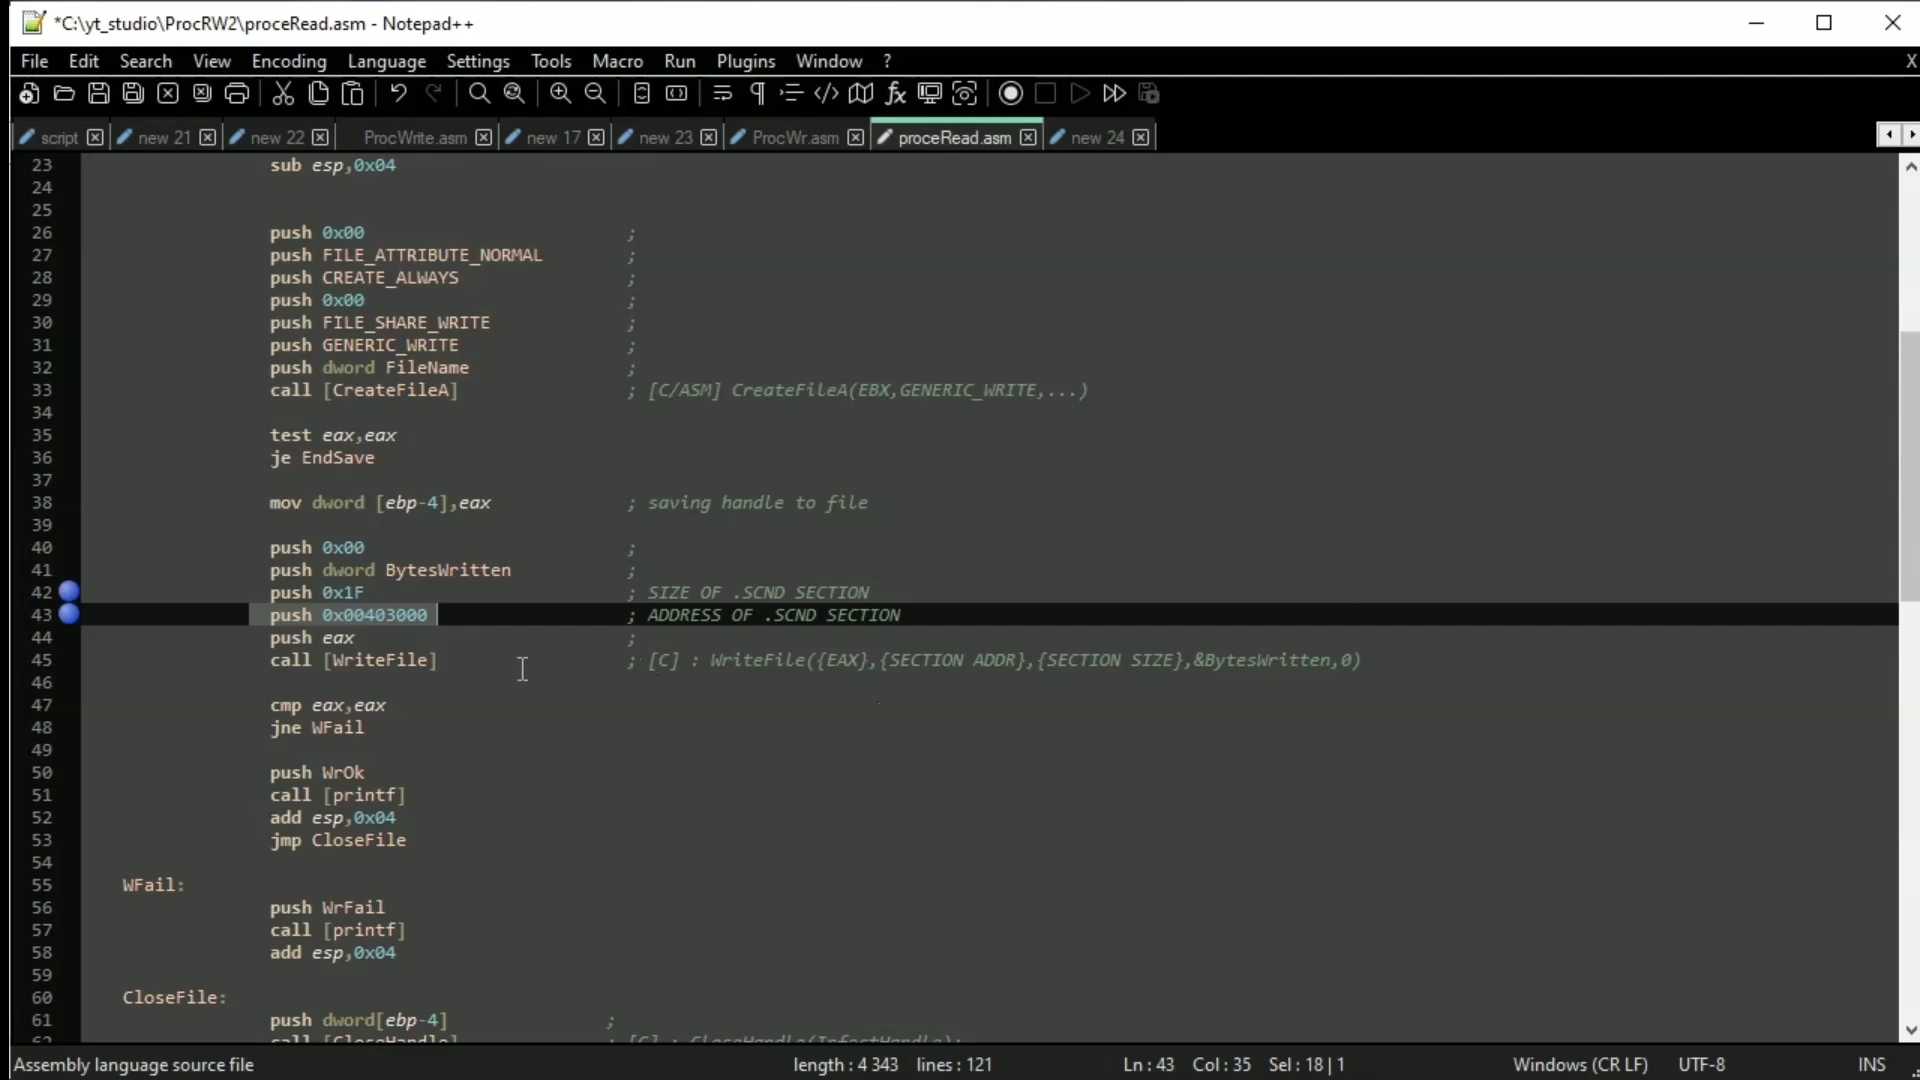 *C:\yt_studio\ProcRW2\proceRead.asm - Notepad++
File Edit Search View Encoding Language Settings Tools Macro Run Plugins Window ? X
script new 21 new 22 ProcWrite.asm new 17 new 23 ProcWr.asm proceRead.asm new 24
23 sub esp,0x04
24
25
26 push 0x00 ;
27 push FILE_ATTRIBUTE_NORMAL ;
28 push CREATE_ALWAYS ;
29 push 0x00 ;
30 push FILE_SHARE_WRITE ;
31 push GENERIC_WRITE ;
32 push dword FileName ;
33 call [CreateFileA] ; [C/ASM] CreateFileA(EBX,GENERIC_WRITE,...)
34
35 test eax,eax
36 je EndSave
37
38 mov dword [ebp-4],eax ; saving handle to file
39
40 push 0x00 ;
41 push dword BytesWritten ;
42 push 0x1F ; SIZE OF .SCND SECTION
43 push 0x00403000 ; ADDRESS OF .SCND SECTION
44 push eax ;
45 call [WriteFile] ; [C] : WriteFile({EAX},{SECTION ADDR},{SECTION SIZE},&BytesWritten,0)
46
47 cmp eax,eax
48 jne WFail
49
50 push WrOk
51 call [printf]
52 add esp,0x04
53 jmp CloseFile
54
55 WFail:
56 push WrFail
57 call [printf]
58 add esp,0x04
59
60 CloseFile:
61 push dword[ebp-4] ;
62 call [CloseHandle] ; [C] : CloseHandle(InfectHandle);
Assembly language source file length : 4 343 lines : 121 Ln : 43 Col : 35 Sel : 18 | 1 Windows (CR LF) UTF-8 INS